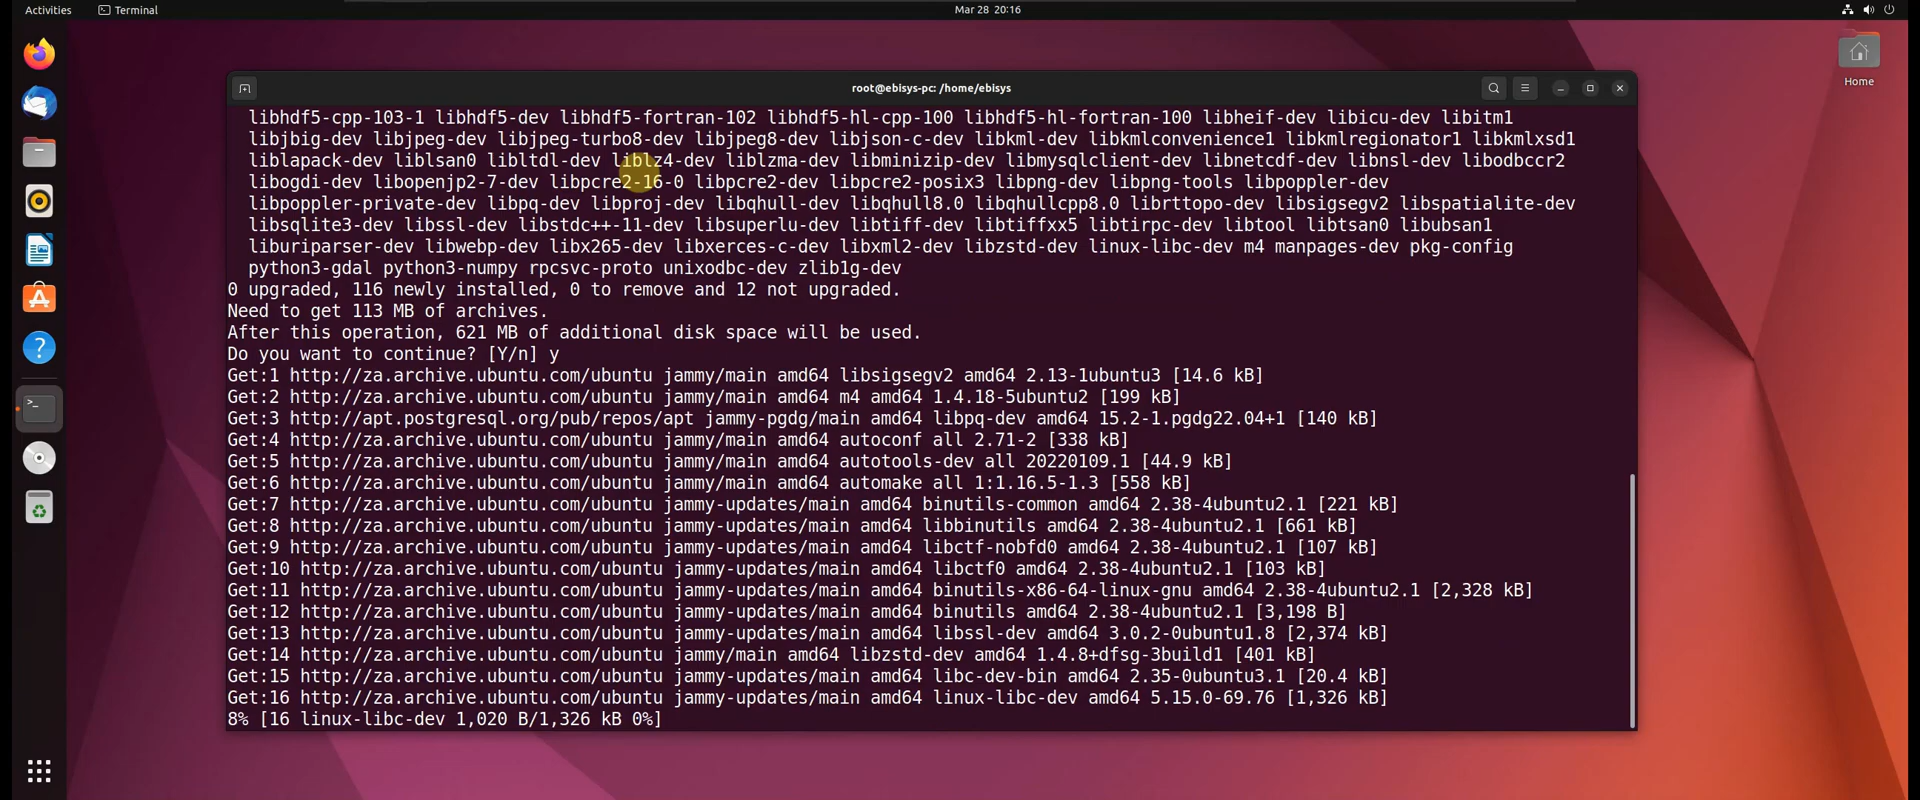 Activities
Terminal
Mar 28 20:16
Home
root@ebisys-pc: /home/ebisys
libhdf5-cpp-103-1 libhdf5-dev libhdf5-fortran-102 libhdf5-hl-cpp-100 libhdf5-hl-fortran-100 libheif-dev libicu-dev libitm1
libjbig-dev libjpeg-dev libjpeg-turbo8-dev libjpeg8-dev libjson-c-dev libkml-dev libkmlconvenience1 libkmlregionator1 libkmlxsd1
liblapack-dev liblsan0 libltdl-dev liblz4-dev liblzma-dev libminizip-dev libmysqlclient-dev libnetcdf-dev libnsl-dev libodbccr2
libogdi-dev libopenjp2-7-dev libpcre2-16-0 libpcre2-dev libpcre2-posix3 libpng-dev libpng-tools libpoppler-dev
libpoppler-private-dev libpq-dev libproj-dev libqhull-dev libqhull8.0 libqhullcpp8.0 librttopo-dev libsigsegv2 libspatialite-dev
libsqlite3-dev libssl-dev libstdc++-11-dev libsuperlu-dev libtiff-dev libtiffxx5 libtirpc-dev libtool libtsan0 libubsan1
liburiparser-dev libwebp-dev libx265-dev libxerces-c-dev libxml2-dev libzstd-dev linux-libc-dev m4 manpages-dev pkg-config
python3-gdal python3-numpy rpcsvc-proto unixodbc-dev zlib1g-dev
0 upgraded, 116 newly installed, 0 to remove and 12 not upgraded.
Need to get 113 MB of archives.
After this operation, 621 MB of additional disk space will be used.
Do you want to continue? [Y/n] y
Get:1 http://za.archive.ubuntu.com/ubuntu jammy/main amd64 libsigsegv2 amd64 2.13-1ubuntu3 [14.6 kB]
Get:2 http://za.archive.ubuntu.com/ubuntu jammy/main amd64 m4 amd64 1.4.18-5ubuntu2 [199 kB]
Get:3 http://apt.postgresql.org/pub/repos/apt jammy-pgdg/main amd64 libpq-dev amd64 15.2-1.pgdg22.04+1 [140 kB]
Get:4 http://za.archive.ubuntu.com/ubuntu jammy/main amd64 autoconf all 2.71-2 [338 kB]
Get:5 http://za.archive.ubuntu.com/ubuntu jammy/main amd64 autotools-dev all 20220109.1 [44.9 kB]
Get:6 http://za.archive.ubuntu.com/ubuntu jammy/main amd64 automake all 1:1.16.5-1.3 [558 kB]
Get:7 http://za.archive.ubuntu.com/ubuntu jammy-updates/main amd64 binutils-common amd64 2.38-4ubuntu2.1 [221 kB]
Get:8 http://za.archive.ubuntu.com/ubuntu jammy-updates/main amd64 libbinutils amd64 2.38-4ubuntu2.1 [661 kB]
Get:9 http://za.archive.ubuntu.com/ubuntu jammy-updates/main amd64 libctf-nobfd0 amd64 2.38-4ubuntu2.1 [107 kB]
Get:10 http://za.archive.ubuntu.com/ubuntu jammy-updates/main amd64 libctf0 amd64 2.38-4ubuntu2.1 [103 kB]
Get:11 http://za.archive.ubuntu.com/ubuntu jammy-updates/main amd64 binutils-x86-64-linux-gnu amd64 2.38-4ubuntu2.1 [2,328 kB]
Get:12 http://za.archive.ubuntu.com/ubuntu jammy-updates/main amd64 binutils amd64 2.38-4ubuntu2.1 [3,198 B]
Get:13 http://za.archive.ubuntu.com/ubuntu jammy-updates/main amd64 libssl-dev amd64 3.0.2-0ubuntu1.8 [2,374 kB]
Get:14 http://za.archive.ubuntu.com/ubuntu jammy/main amd64 libzstd-dev amd64 1.4.8+dfsg-3build1 [401 kB]
Get:15 http://za.archive.ubuntu.com/ubuntu jammy-updates/main amd64 libc-dev-bin amd64 2.35-0ubuntu3.1 [20.4 kB]
Get:16 http://za.archive.ubuntu.com/ubuntu jammy-updates/main amd64 linux-libc-dev amd64 5.15.0-69.76 [1,326 kB]
8% [16 linux-libc-dev 1,020 B/1,326 kB 0%]